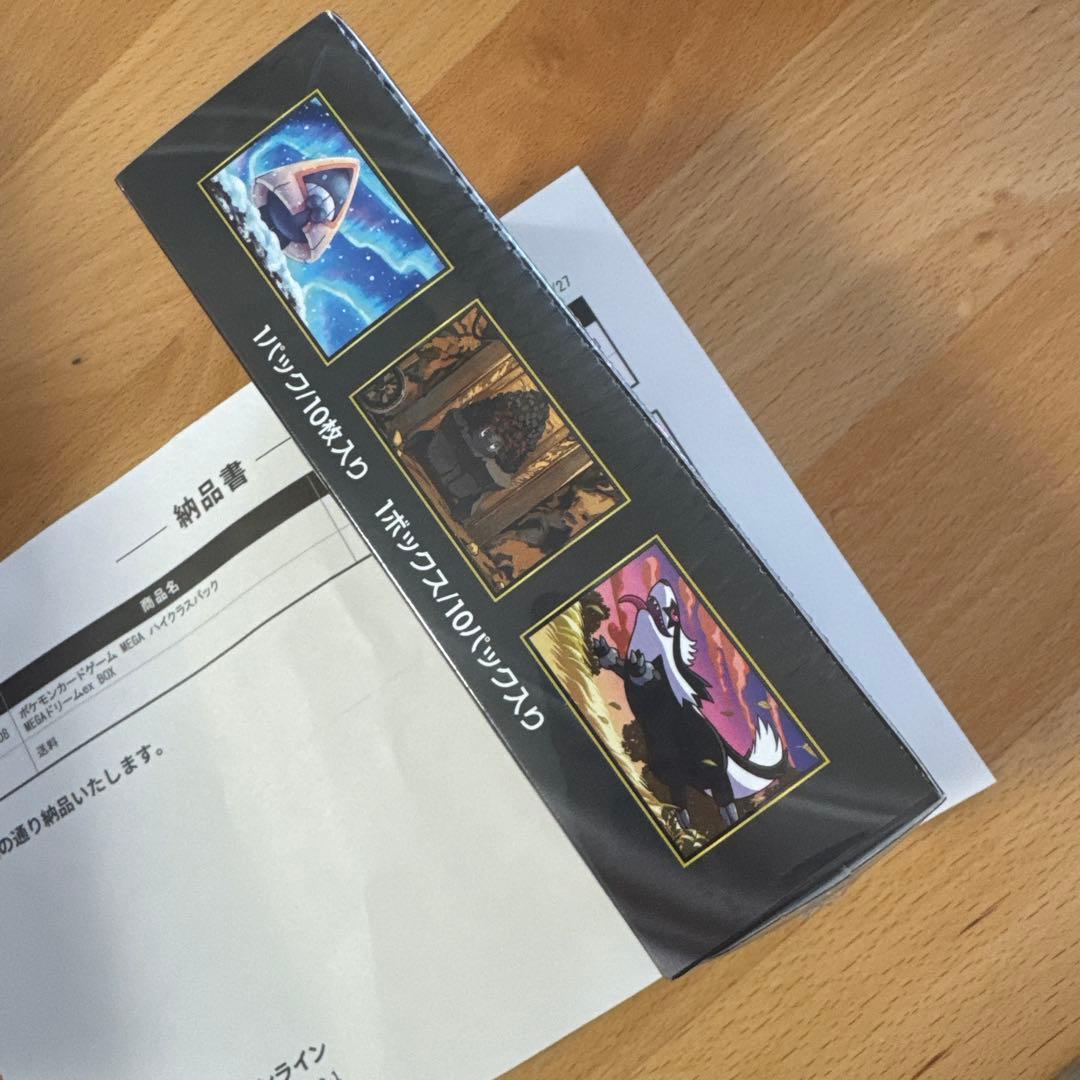 1パック/10枚入り
1ボックス/10パック入り
/27
納品書
商品名
08
ポケモンカードゲーム MEGA ハイクラスパック
MEGAドリームex BOX
送料
の通り納品いたします。
ンライン